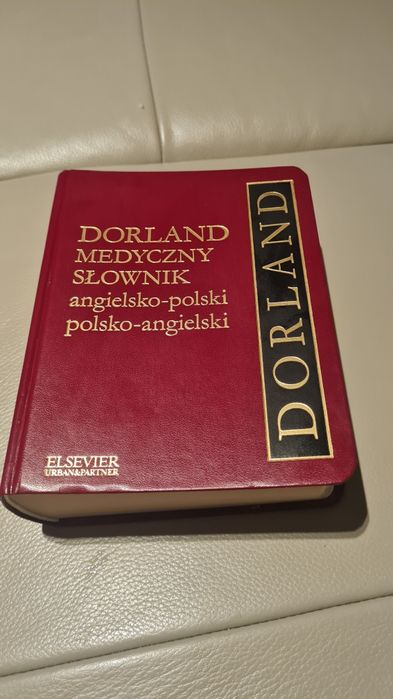 DORLAND
MEDYCZNY
SŁOWNIK
angielsko-polski
polsko-angielski
DORLAND
ELSEVIER
URBAN&PARTNER